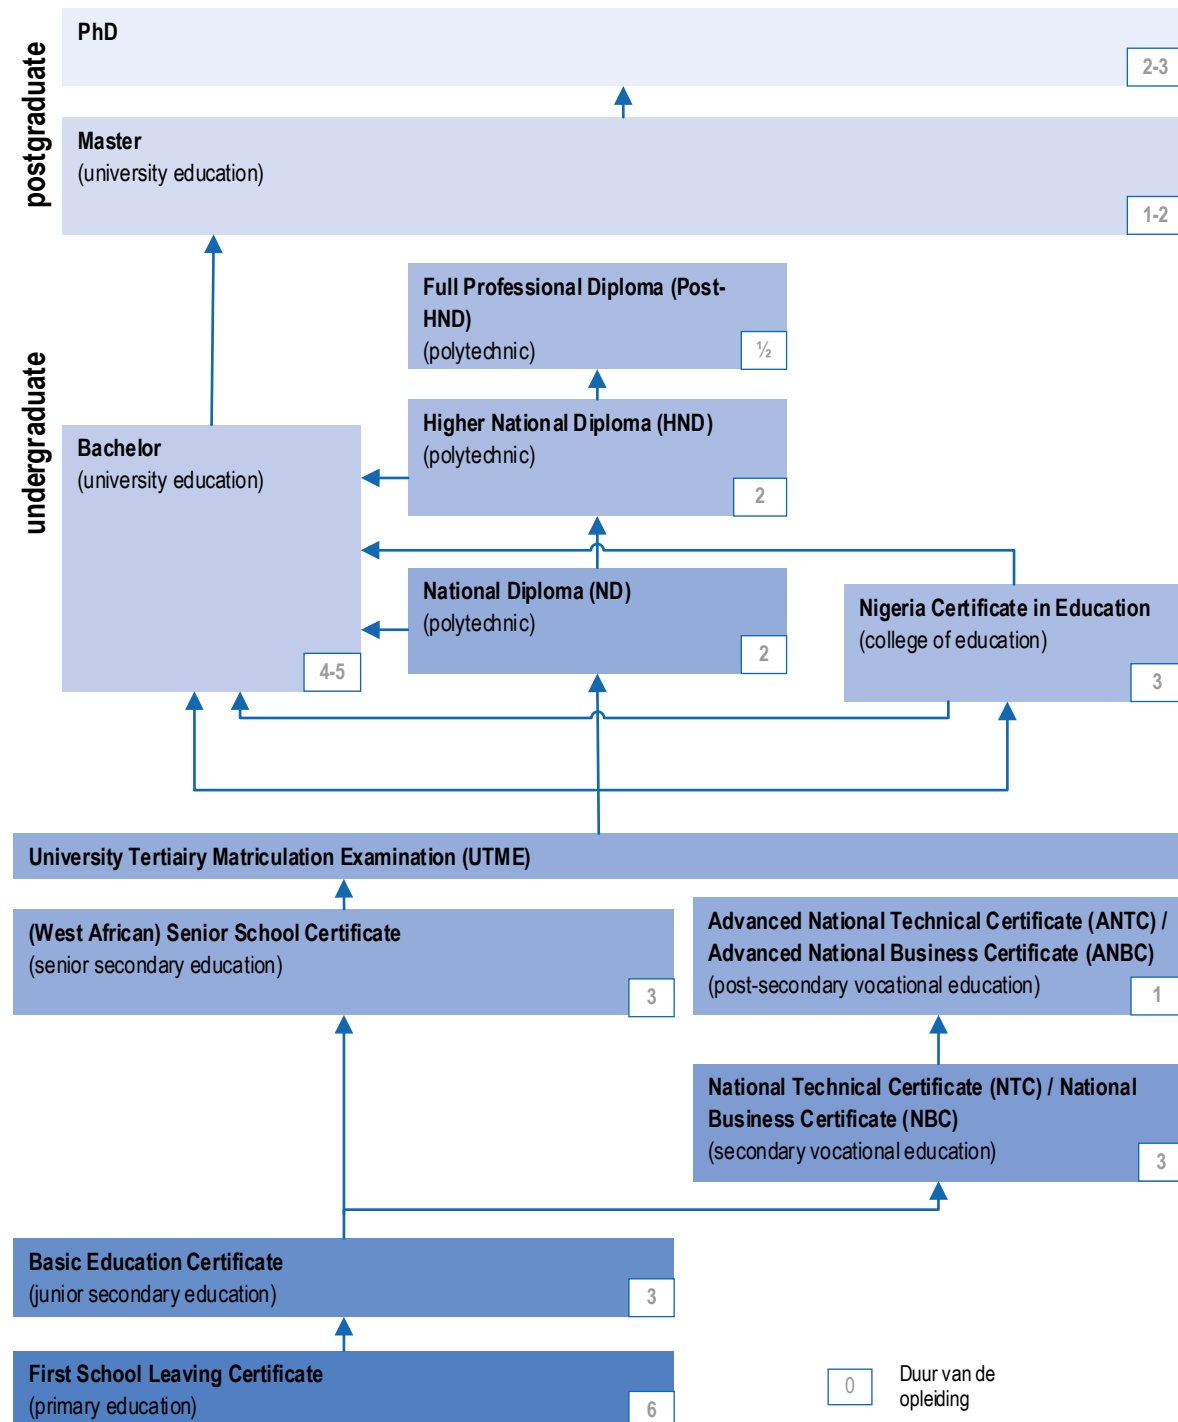 postgraduate
PhD
2-3
Master
(university education)
1-2
undergraduate
Full Professional Diploma (Post-
HND)
(polytechnic)
½
Higher National Diploma (HND)
(polytechnic)
2
Bachelor
(university education)
4-5
National Diploma (ND)
(polytechnic)
2
Nigeria Certificate in Education
(college of education)
3
University Tertiairy Matriculation Examination (UTME)
(West African) Senior School Certificate
(senior secondary education)
3
Advanced National Technical Certificate (ANTC) /
Advanced National Business Certificate (ANBC)
(post-secondary vocational education)
1
National Technical Certificate (NTC) / National
Business Certificate (NBC)
(secondary vocational education)
3
Basic Education Certificate
(junior secondary education)
3
First School Leaving Certificate
(primary education)
6
0
Duur van de
opleiding